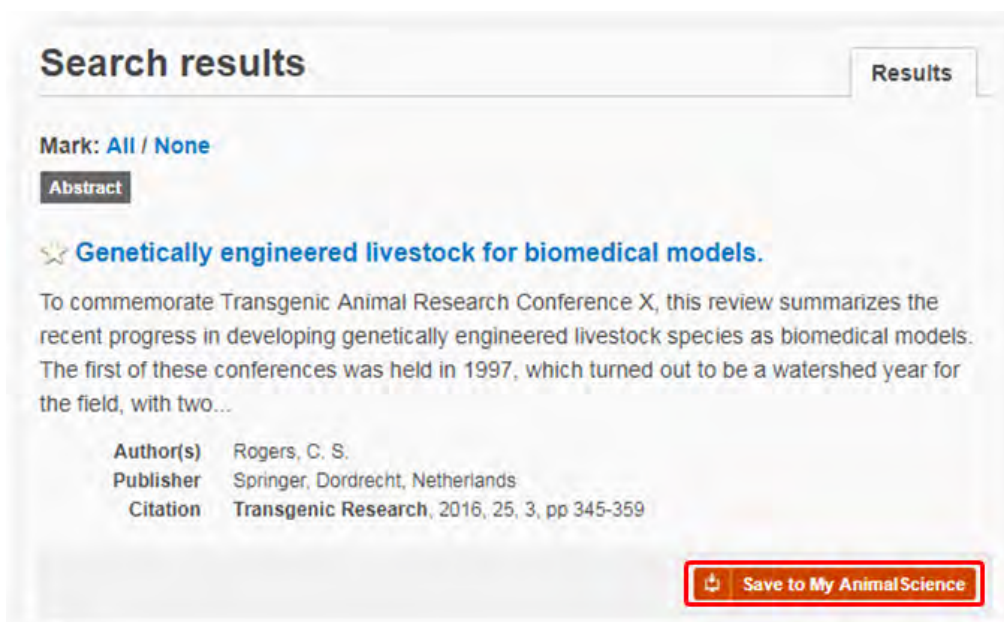 Search results
Results
Mark: All / None
Abstract
Genetically engineered livestock for biomedical models.
To commemorate Transgenic Animal Research Conference X, this review summarizes the
recent progress in developing genetically engineered livestock species as biomedical models.
The first of these conferences was held in 1997, which turned out to be a watershed year for
the field, with two...
Author(s) Rogers, C. S.
Publisher Springer, Dordrecht, Netherlands
Citation Transgenic Research, 2016, 25, 3, pp 345-359
Save to My AnimalScience